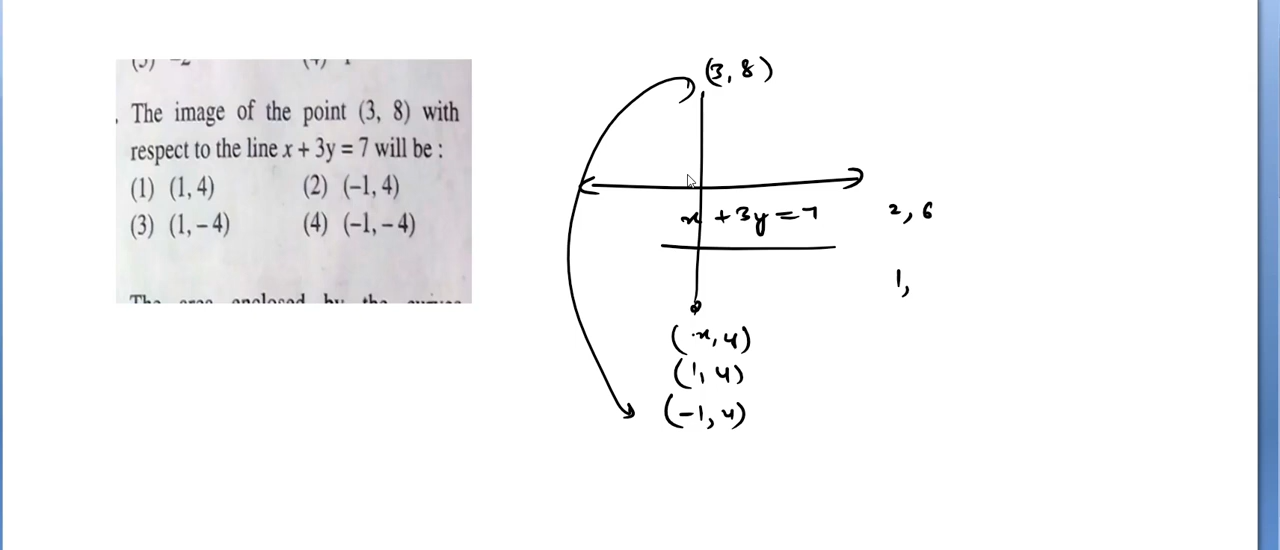 . The image of the point (3, 8) with
respect to the line x + 3y = 7 will be :
(1) (1, 4) (2) (–1, 4)
(3) (1, – 4) (4) (–1, – 4)
(3, 8)
x + 3y = 7
2, 6
1,
(x, y)
(1, 4)
(-1, 4)